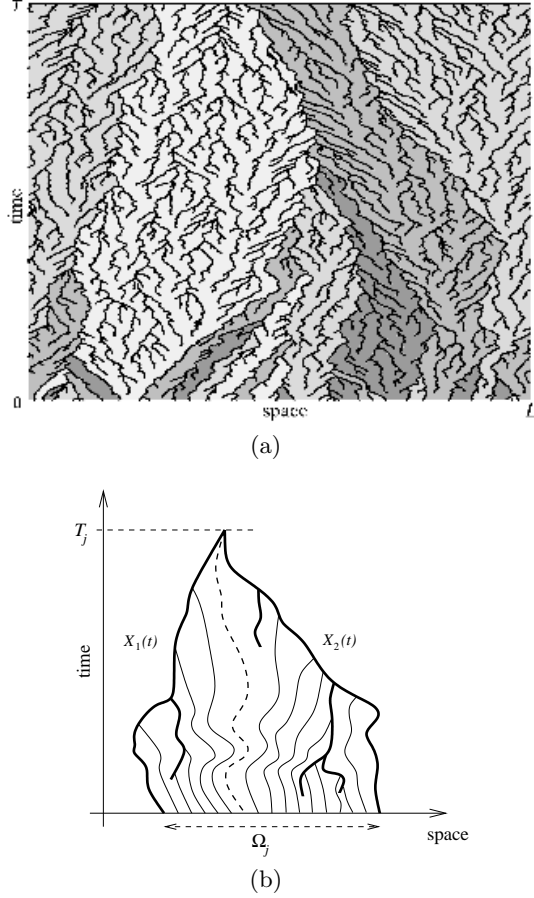 T
time
0
space
L
(a)
T_j
X_1(t)
X_2(t)
time
space
Ω_j
(b)